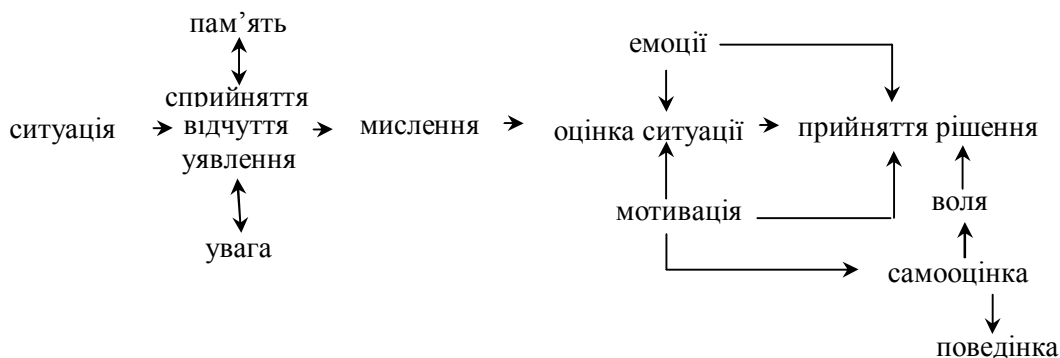 пам’ять
емоції
сприйняття
ситуація
відчуття
мислення
оцінка ситуації
прийняття рішення
уявлення
мотивація
воля
увага
самооцінка
поведінка